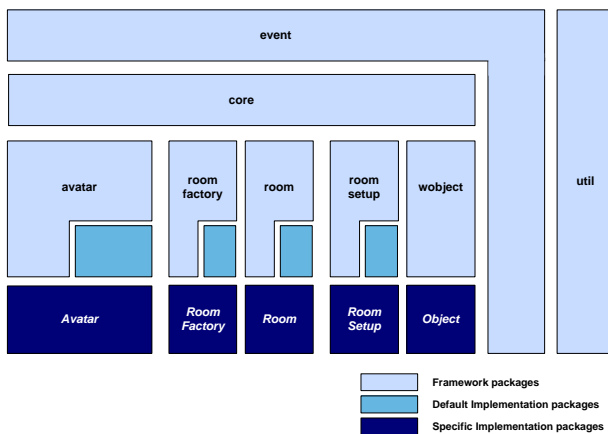 event
core
util
avatar
room
factory
room
room
setup
wobject
Avatar
Room
Factory
Room
Room
Setup
Object
Framework packages
Default Implementation packages
Specific Implementation packages